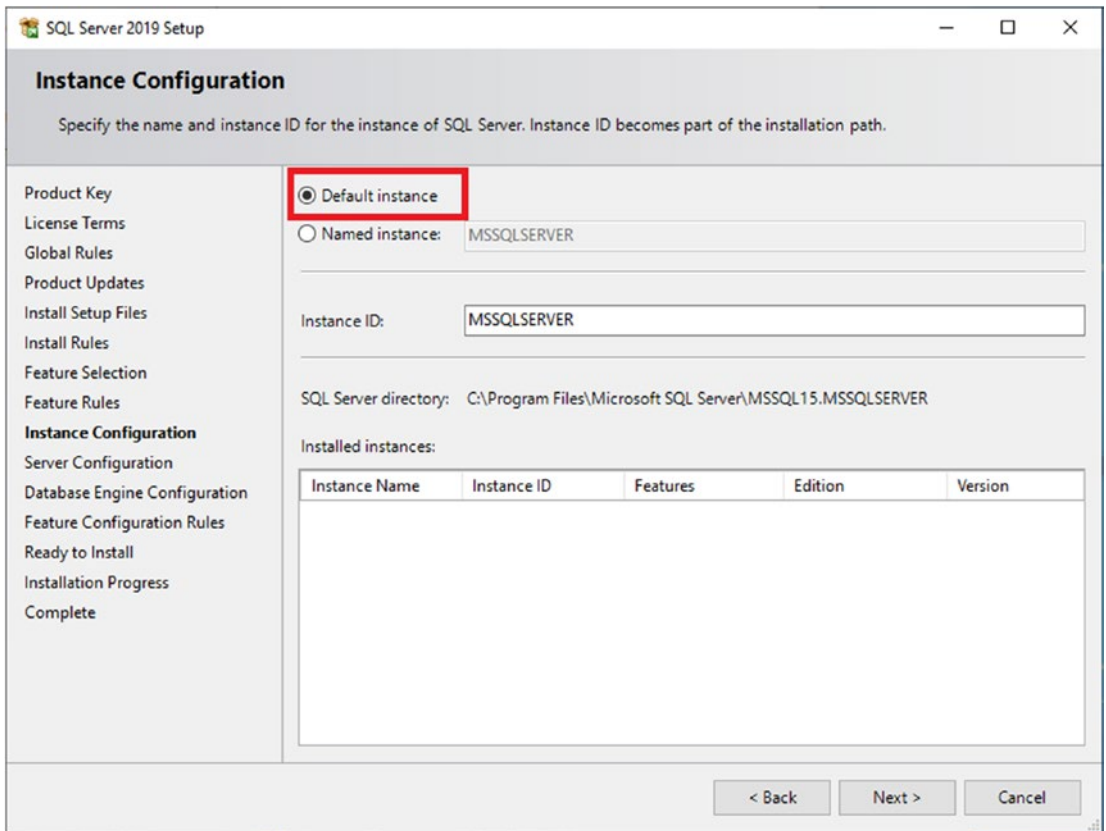 SQL Server 2019 Setup
Instance Configuration
Specify the name and instance ID for the instance of SQL Server. Instance ID becomes part of the installation path.
Product Key
License Terms
Global Rules
Product Updates
Install Setup Files
Install Rules
Feature Selection
Feature Rules
Instance Configuration
Server Configuration
Database Engine Configuration
Feature Configuration Rules
Ready to Install
Installation Progress
Complete
Default instance
Named instance: MSSQLSERVER
Instance ID: MSSQLSERVER
SQL Server directory: C:\Program Files\Microsoft SQL Server\MSSQL15.MSSQLSERVER
Installed instances:
Instance Name Instance ID Features Edition Version
< Back Next > Cancel